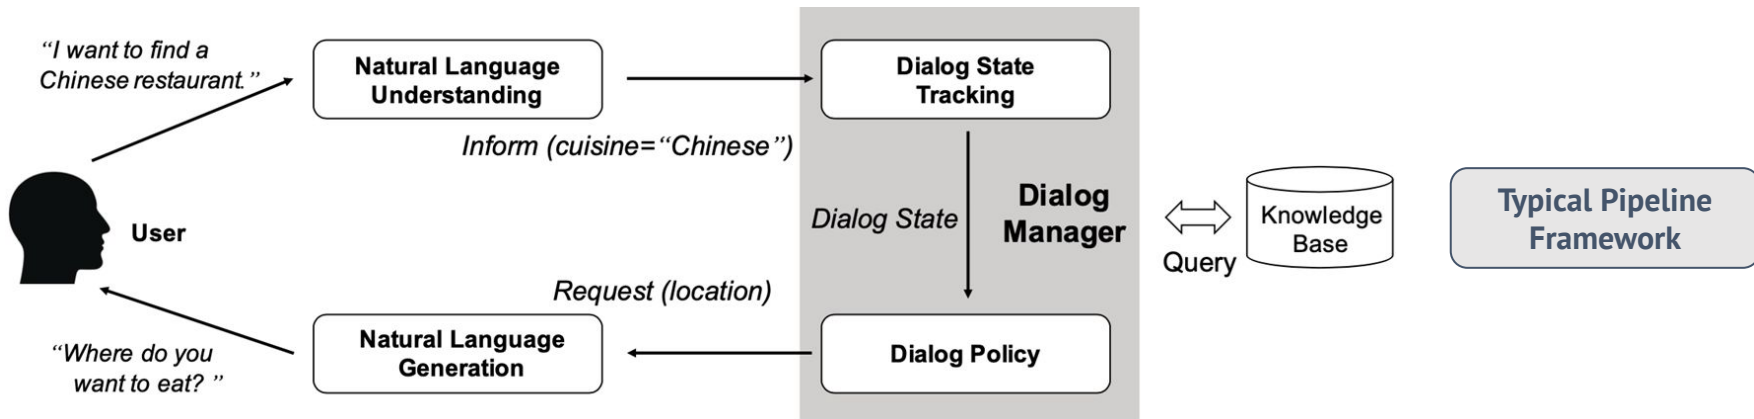 “I want to find a
Chinese restaurant.”
Natural Language
Understanding
Dialog State
Tracking
Inform (cuisine=“Chinese”)
User
Dialog State
Dialog
Manager
Query
Knowledge
Base
Typical Pipeline
Framework
Request (location)
“Where do you
want to eat? ”
Natural Language
Generation
Dialog Policy